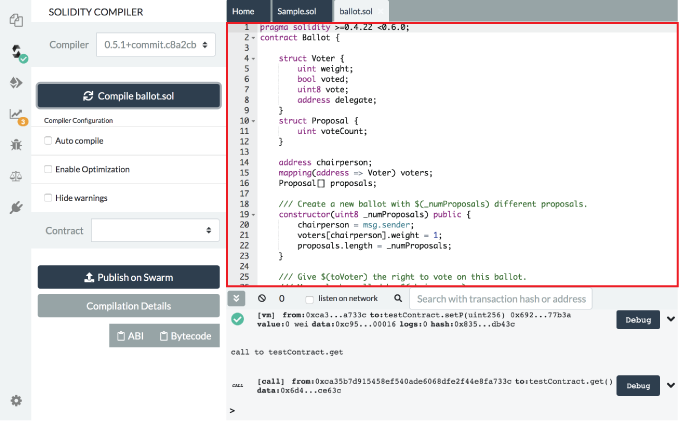 SOLIDITY COMPILER
Compiler 0.5.1+commit.c8a2cb
Compile ballot.sol
Compiler Configuration
Auto compile
Enable Optimization
Hide warnings
Contract
Publish on Swarm
Compilation Details
ABI Bytecode
3
Home Sample.sol ballot.sol
1 pragma solidity >=0.4.22 <0.6.0;
2 contract Ballot {
3
4 struct Voter {
5 uint weight;
6 bool voted;
7 uint8 vote;
8 address delegate;
9 }
10 struct Proposal {
11 uint voteCount;
12 }
13
14 address chairperson;
15 mapping(address => Voter) voters;
16 Proposal[] proposals;
17
18 /// Create a new ballot with $(_numProposals) different proposals.
19 constructor(uint8 _numProposals) public {
20 chairperson = msg.sender;
21 voters[chairperson].weight = 1;
22 proposals.length = _numProposals;
23 }
24
25 /// Give $(toVoter) the right to vote on this ballot.
0 listen on network Search with transaction hash or address
[vm] from:0xca3...a733c to:testContract.setP(uint256) 0x692...77b3a
value:0 wei data:0xc95...00016 logs:0 hash:0x835...db43c
Debug
call to testContract.get
CALL [call] from:0xca35b7d915458ef540ade6068dfe2f44e8fa733c to:testContract.get()
data:0x6d4...ce63c
Debug
>